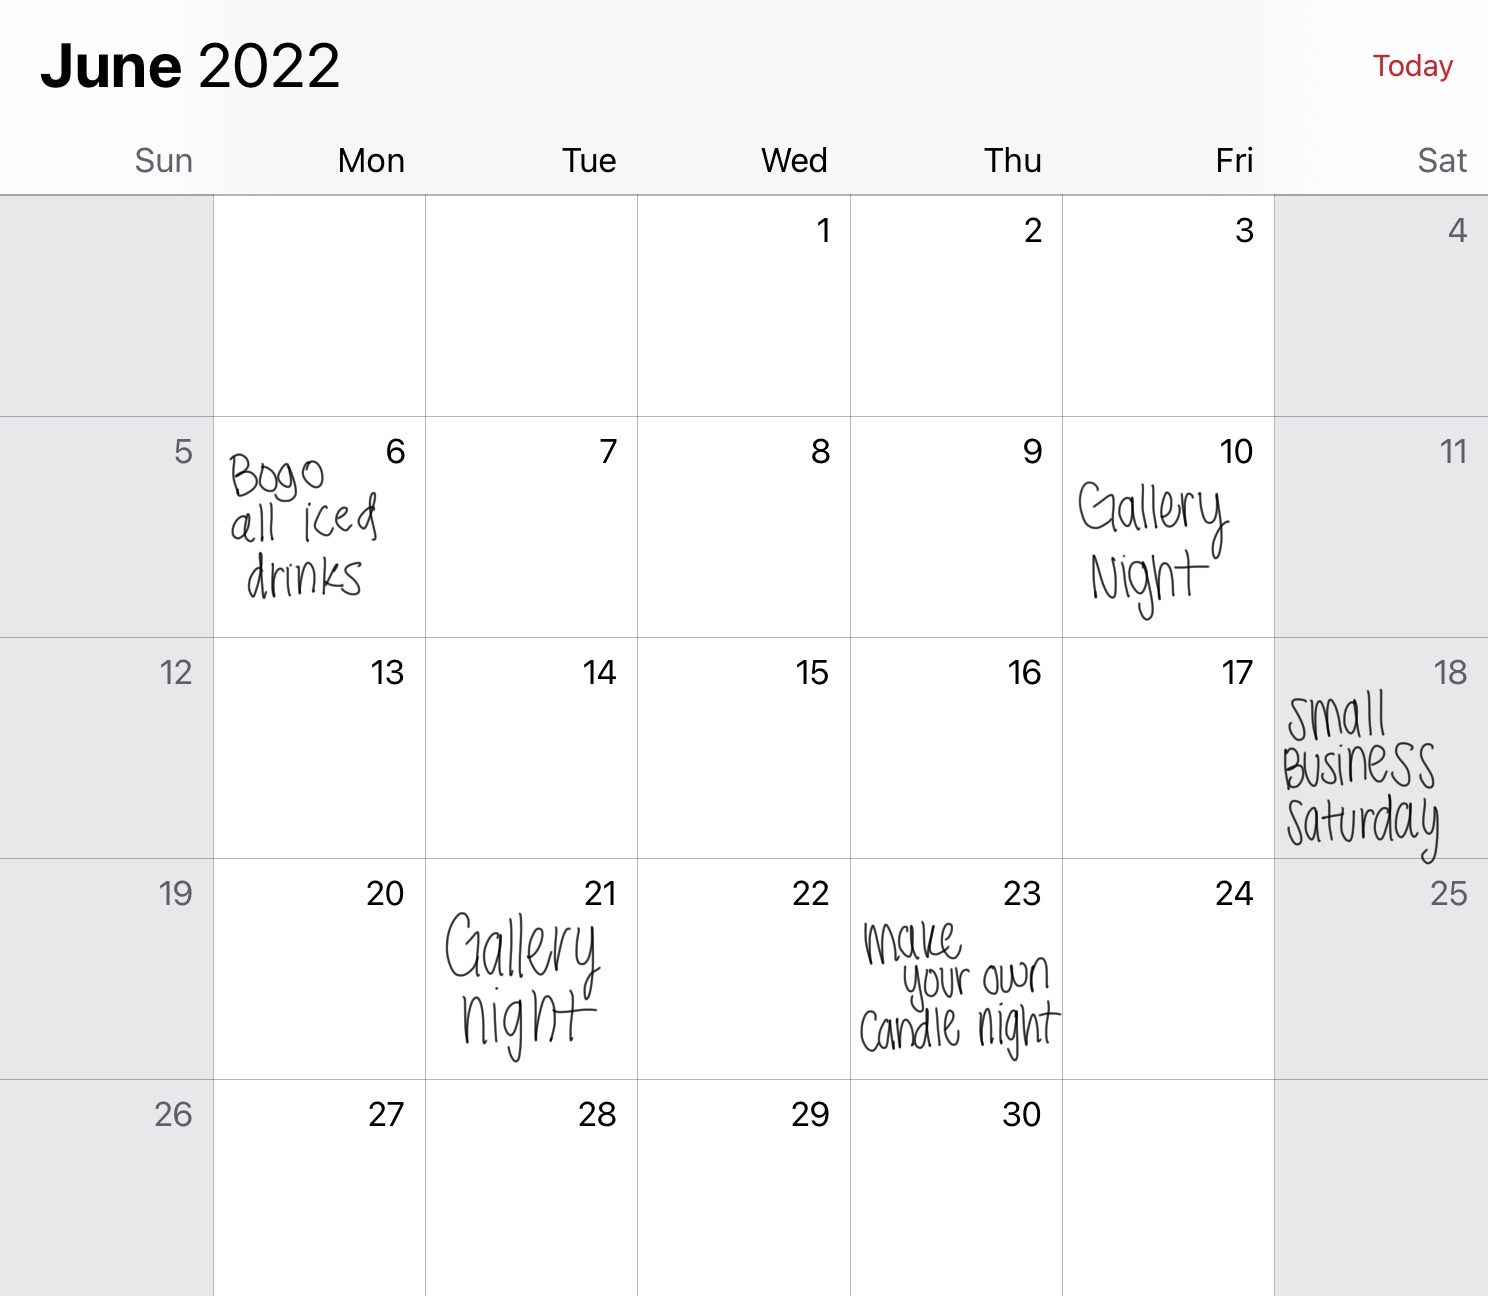 June 2022
Today
Sun Mon Tue Wed Thu Fri Sat
1 2 3 4
5 6 7 8 9 10 11
Bogo
all iced
drinks
Gallery
Night
12 13 14 15 16 17 18
Small
Business
Saturday
19 20 21 22 23 24 25
Gallery
night
make
your own
Candle night
26 27 28 29 30